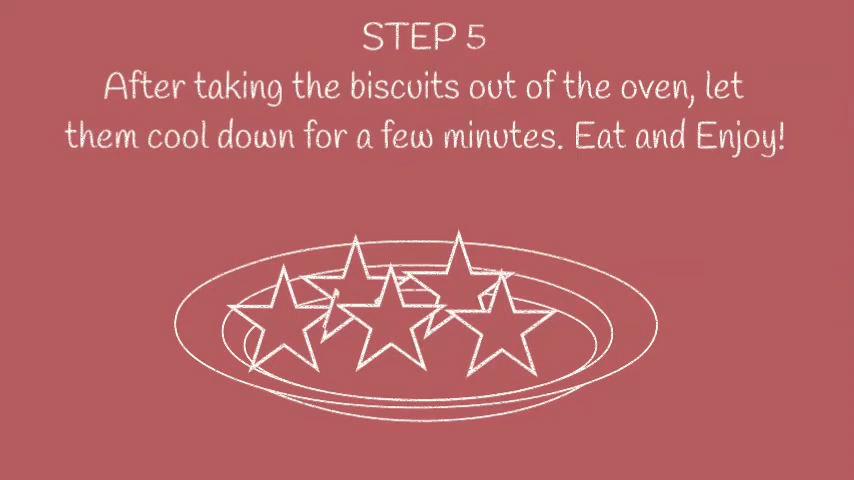 STEP 5
After taking the biscuits out of the oven, let
them cool down for a few minutes. Eat and Enjoy!